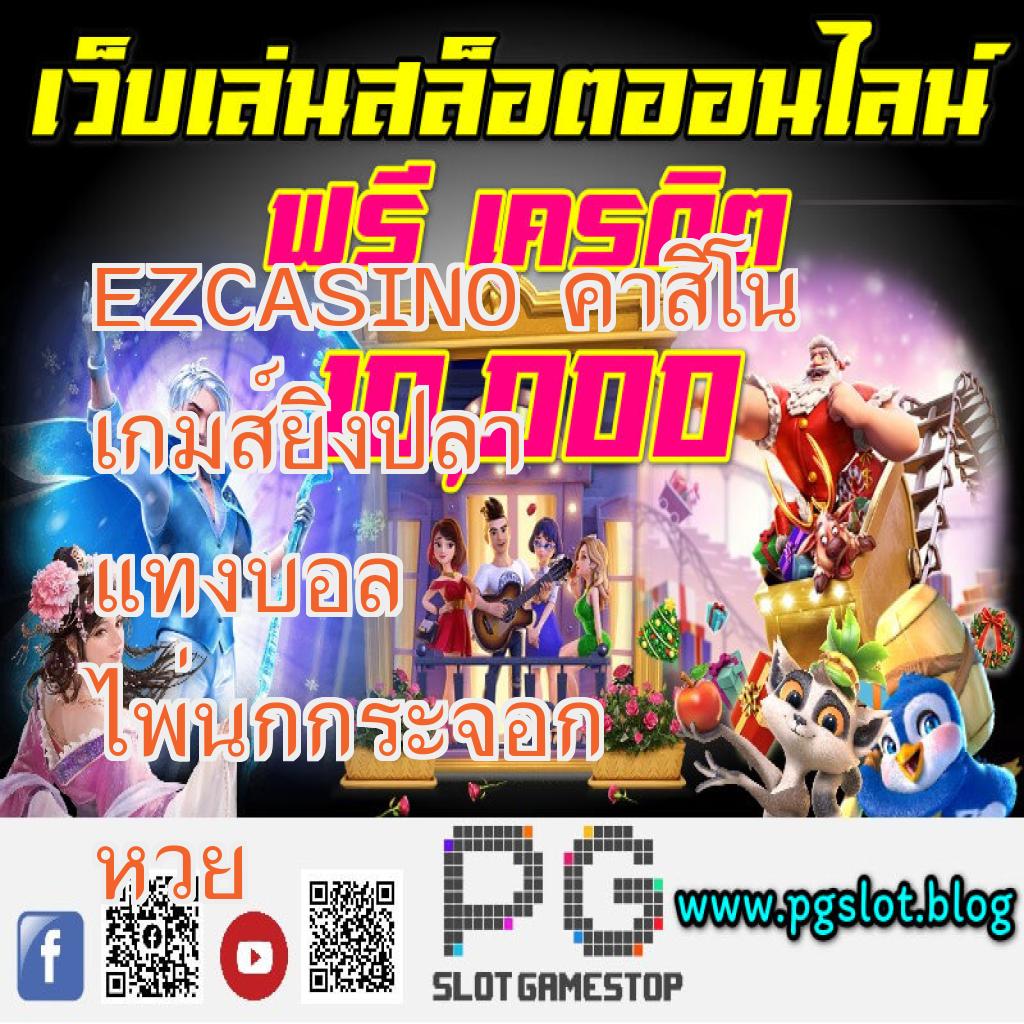 เว็บเล่นสล็อตออนไลน์
ฟรี เครดิต
EZCASINO คาสิโน
10,000
เกมส์ยิงปลา
แทงบอล
ไพ่นกกระจอก
หวย
PG
www.pgslot.blog
SLOT GAMESTOP